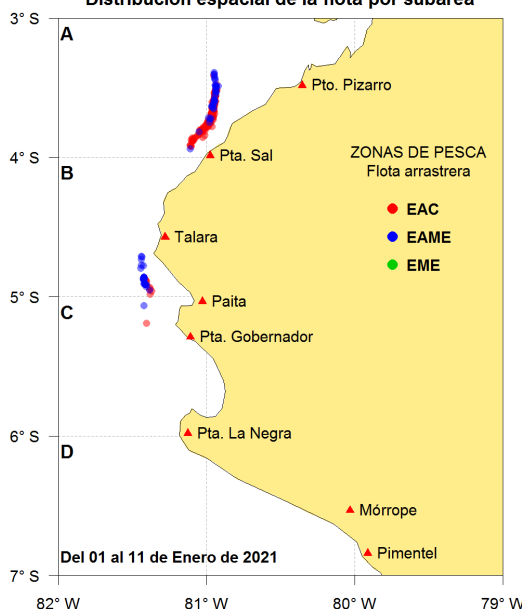 Distribución espacial de la flota por subárea
3° S
A
Pto. Pizarro
4° S
Pta. Sal
B
ZONAS DE PESCA
Flota arrastrera
EAC
Talara
EAME
EME
5° S
Paita
C
Pta. Gobernador
6° S
Pta. La Negra
D
Mórrope
Del 01 al 11 de Enero de 2021
Pimentel
7° S
82° W
81° W
80° W
79° W